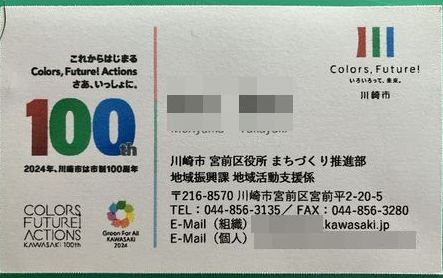 これからはじまる
Colors, Future! Actions
さあ、いっしょに。
100th
2024年、川崎市は市制100周年
COLORS,
FUTURE!
ACTIONS
KAWASAKI 100th
Green For All
KAWASAKI
2024
Colors, Future!
いろいろって、未来。
川崎市
川崎市 宮前区役所 まちづくり推進部
地域振興課 地域活動支援係
〒216-8570 川崎市宮前区宮前平2-20-5
TEL：044-856-3135／ FAX：044-856-3280
E-Mail（組織） kawasaki.jp
E-Mail（個人）